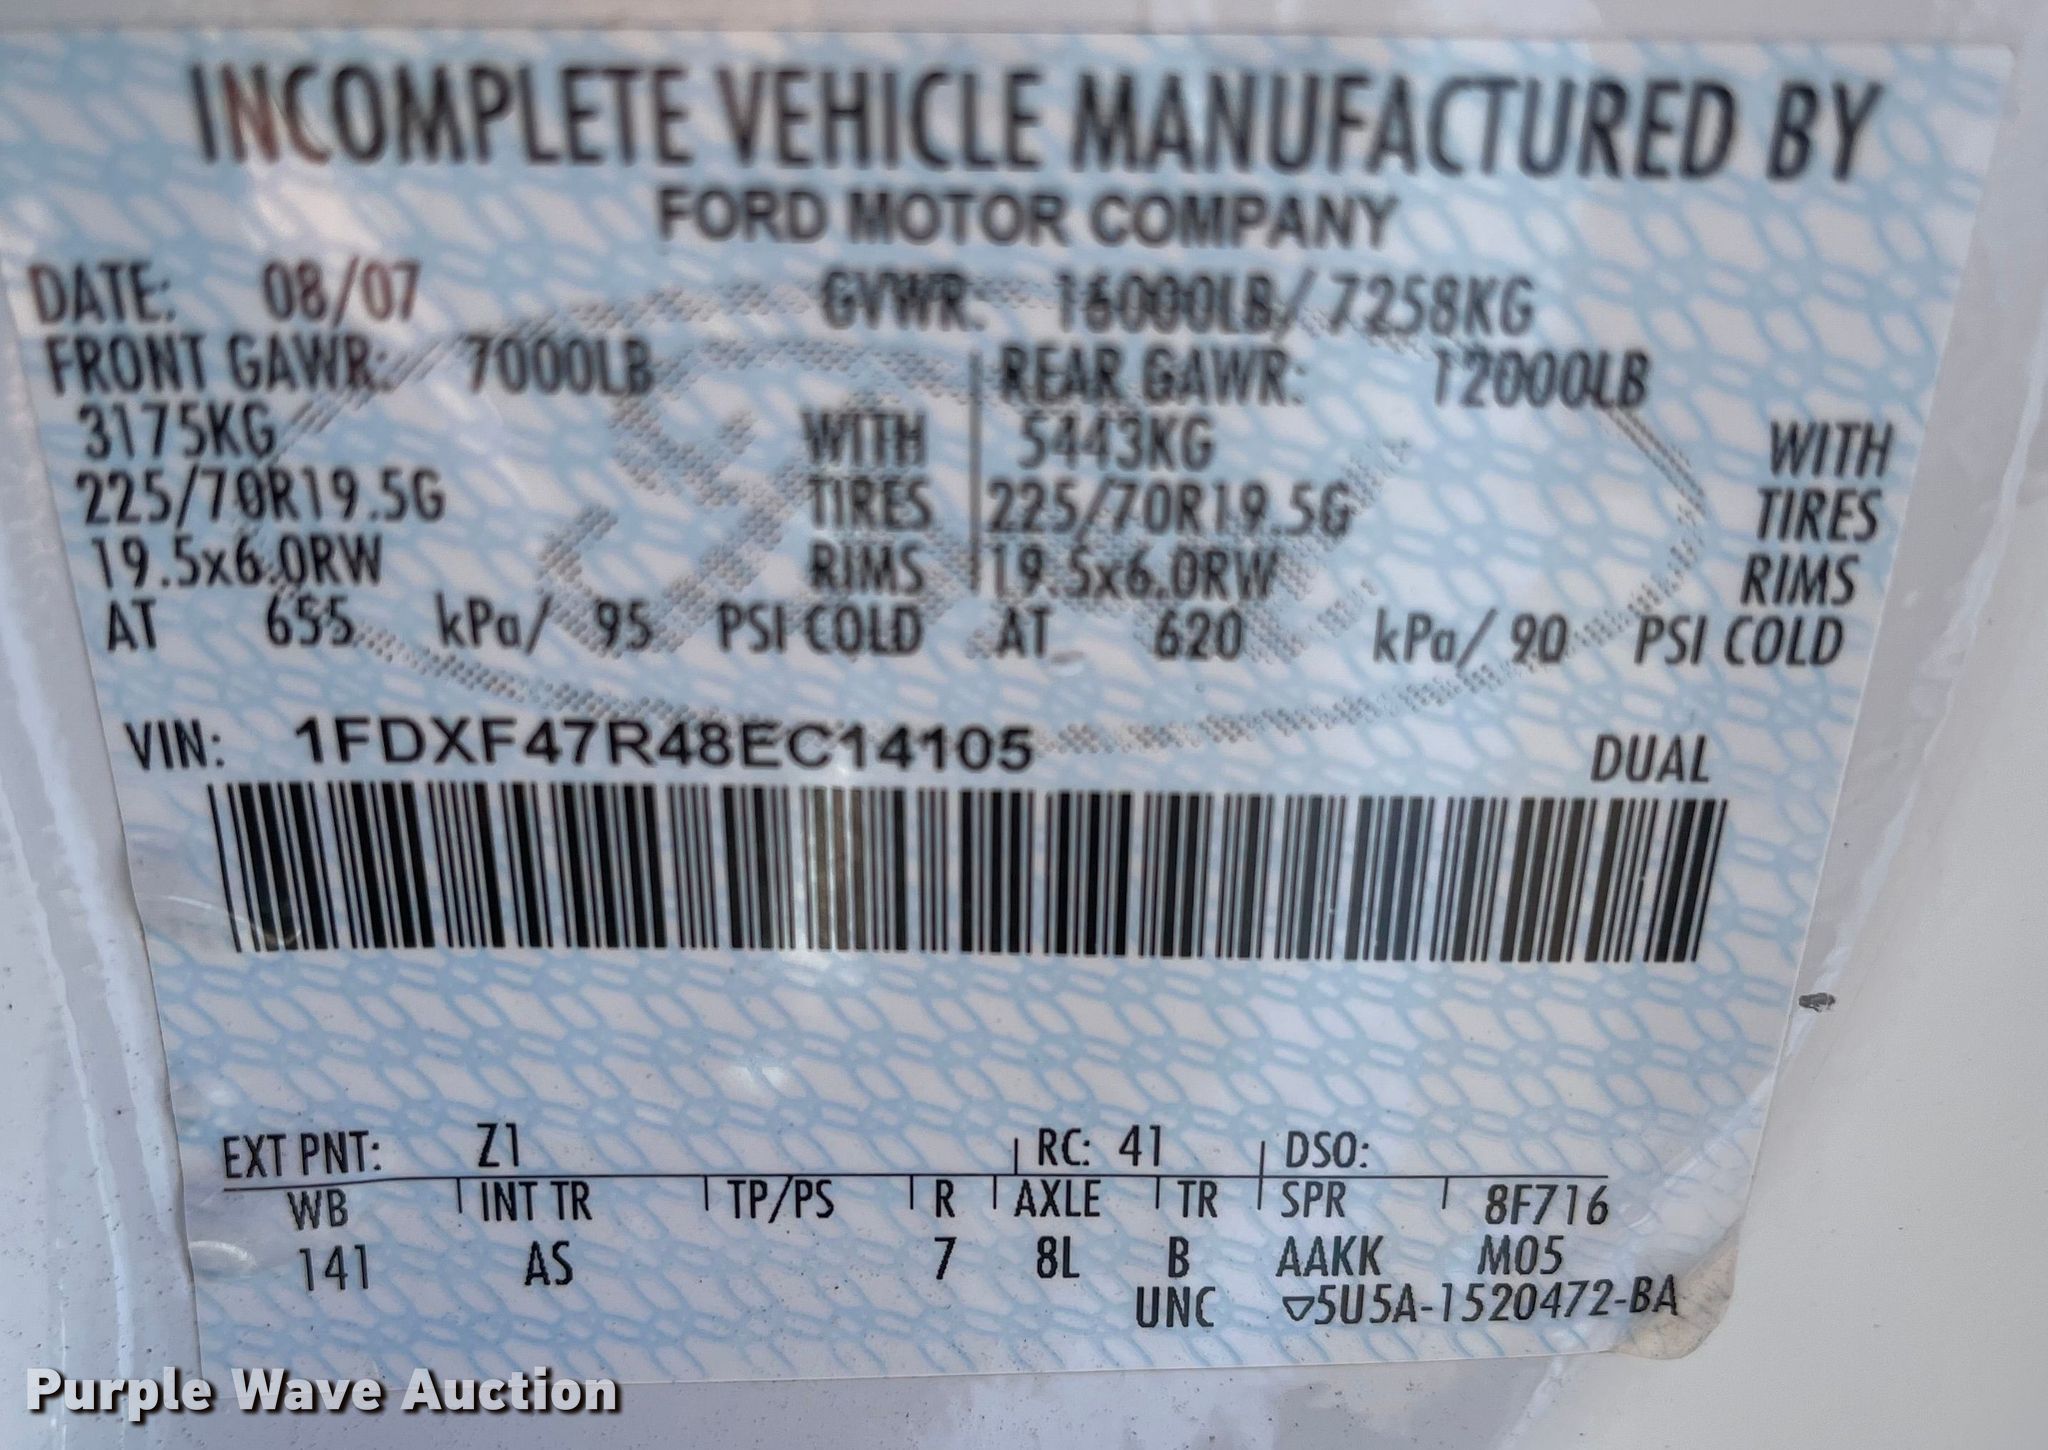 INCOMPLETE VEHICLE MANUFACTURED BY
FORD MOTOR COMPANY
DATE: 08/07 GVWR: 16000LB/ 7258KG
FRONT GAWR: 7000LB REAR GAWR: 12000LB
3175KG WITH 5443KG WITH
225/70R19.5G TIRES 225/70R19.5G TIRES
19.5x6.0RW RIMS 19.5x6.0RW RIMS
AT 655 kPa/ 95 PSI COLD AT 620 kPa/ 90 PSI COLD
VIN: 1FDXF47R48EC14105 DUAL
EXT PNT: Z1 RC: 41 DSO:
WB INT TR TP/PS R AXLE TR SPR 8F716
141 AS 7 8L B AAKK M05
UNC ▽5U5A-1520472-BA
Purple Wave Auction